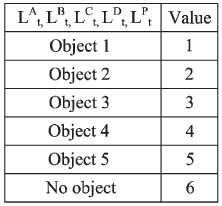 L^A_t, L^B_t, L^C_t, L^D_t, L^P_t Value
Object 1 1
Object 2 2
Object 3 3
Object 4 4
Object 5 5
No object 6